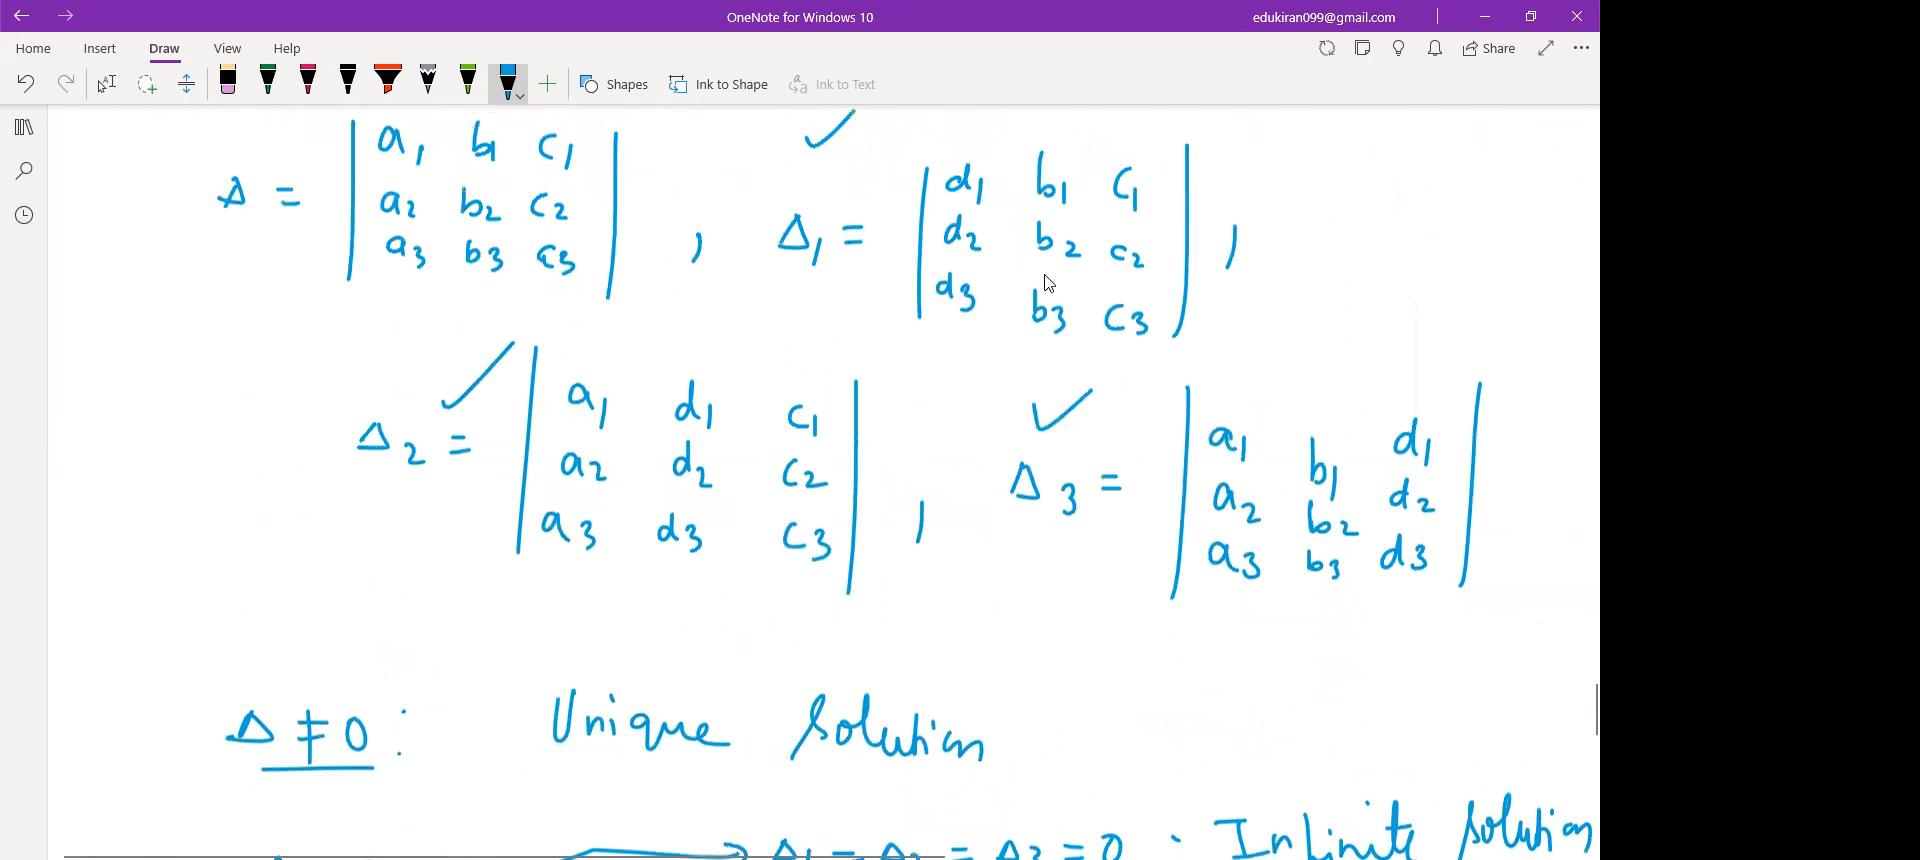 OneNote for Windows 10
edukiran099@gmail.com
Home Insert Draw View Help
Share
Shapes Ink to Shape Ink to Text
Δ = | a1 b1 c1 |
| a2 b2 c2 |
| a3 b3 c3 | ,
Δ1 = | d1 b1 c1 |
| d2 b2 c2 |
| d3 b3 c3 | ,
Δ2 = | a1 d1 c1 |
| a2 d2 c2 |
| a3 d3 c3 | ,
Δ3 = | a1 b1 d1 |
| a2 b2 d2 |
| a3 b3 d3 |
Δ ≠ 0 : Unique Solution
Δ1 = Δ2 = Δ3 = 0 : Infinite Solution